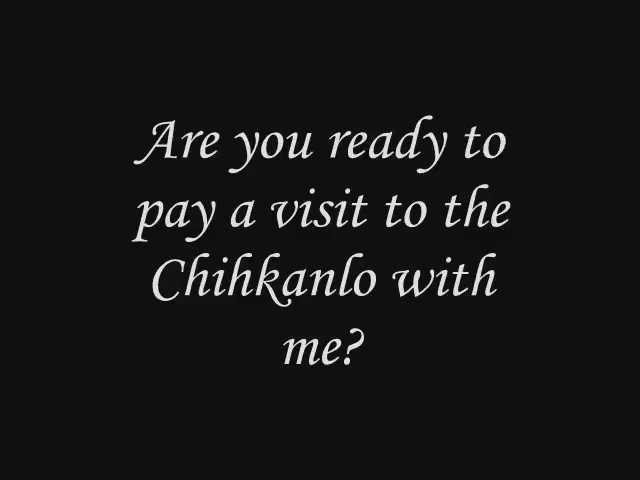 Are you ready to
pay a visit to the
Chihkanlo with
me?